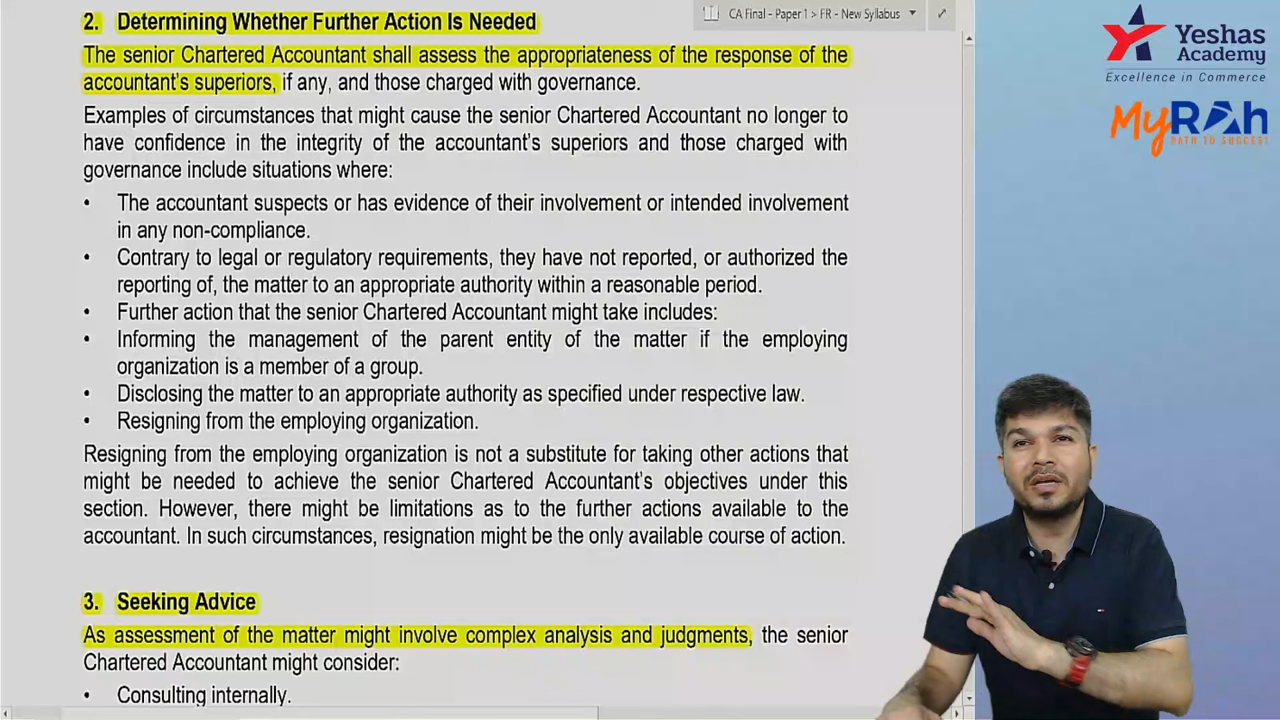 2. Determining Whether Further Action Is Needed
The senior Chartered Accountant shall assess the appropriateness of the response of the
accountant's superiors, if any, and those charged with governance.
Examples of circumstances that might cause the senior Chartered Accountant no longer to
have confidence in the integrity of the accountant's superiors and those charged with
governance include situations where:
• The accountant suspects or has evidence of their involvement or intended involvement
in any non-compliance.
• Contrary to legal or regulatory requirements, they have not reported, or authorized the
reporting of, the matter to an appropriate authority within a reasonable period.
• Further action that the senior Chartered Accountant might take includes:
• Informing the management of the parent entity of the matter if the employing
organization is a member of a group.
• Disclosing the matter to an appropriate authority as specified under respective law.
• Resigning from the employing organization.
Resigning from the employing organization is not a substitute for taking other actions that
might be needed to achieve the senior Chartered Accountant's objectives under this
section. However, there might be limitations as to the further actions available to the
accountant. In such circumstances, resignation might be the only available course of action.
3. Seeking Advice
As assessment of the matter might involve complex analysis and judgments, the senior
Chartered Accountant might consider:
• Consulting internally.
CA Final - Paper 1 > FR - New Syllabus
Yeshas
Academy
Excellence in Commerce
MyRAh
PATH TO SUCCESS